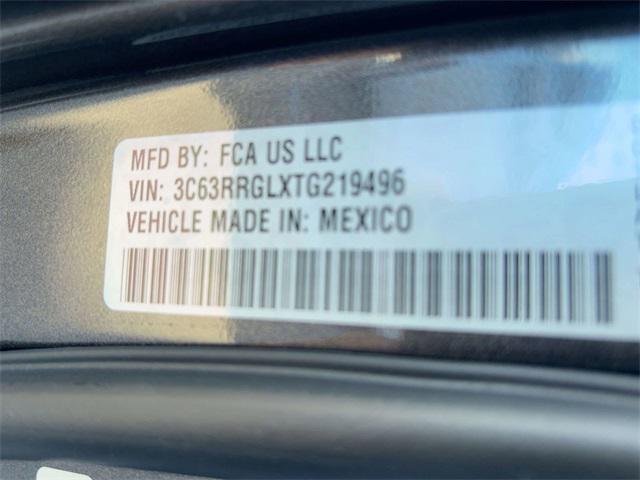 MFD BY: FCA US LLC
VIN: 3C63RRGLXTG219496
VEHICLE MADE IN: MEXICO